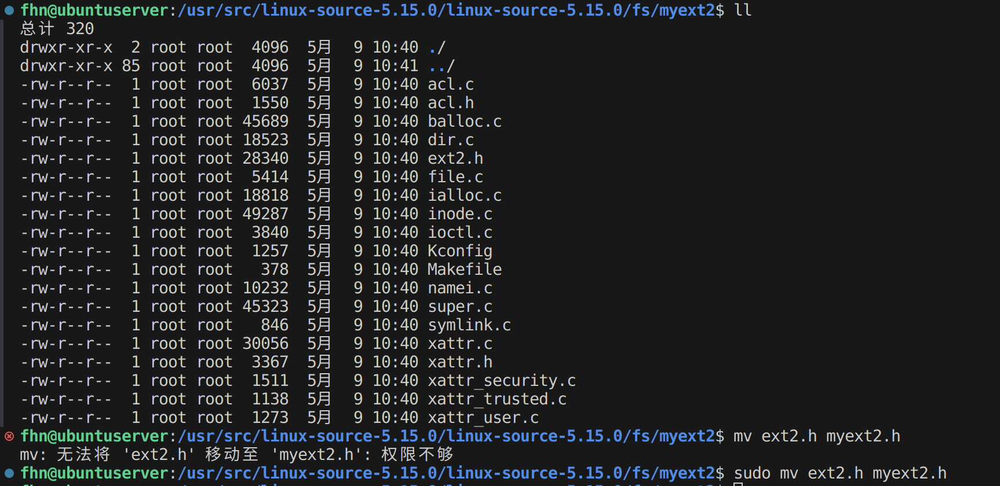 fhn@ubuntuserver:/usr/src/linux-source-5.15.0/linux-source-5.15.0/fs/myext2$ ll
总计 320
drwxr-xr-x  2 root root  4096  5月   9 10:40 ./
drwxr-xr-x 85 root root  4096  5月   9 10:41 ../
-rw-r--r--  1 root root  6037  5月   9 10:40 acl.c
-rw-r--r--  1 root root  1550  5月   9 10:40 acl.h
-rw-r--r--  1 root root 45689  5月   9 10:40 balloc.c
-rw-r--r--  1 root root 18523  5月   9 10:40 dir.c
-rw-r--r--  1 root root 28340  5月   9 10:40 ext2.h
-rw-r--r--  1 root root  5414  5月   9 10:40 file.c
-rw-r--r--  1 root root 18818  5月   9 10:40 ialloc.c
-rw-r--r--  1 root root 49287  5月   9 10:40 inode.c
-rw-r--r--  1 root root  3840  5月   9 10:40 ioctl.c
-rw-r--r--  1 root root  1257  5月   9 10:40 Kconfig
-rw-r--r--  1 root root   378  5月   9 10:40 Makefile
-rw-r--r--  1 root root 10232  5月   9 10:40 namei.c
-rw-r--r--  1 root root 45323  5月   9 10:40 super.c
-rw-r--r--  1 root root   846  5月   9 10:40 symlink.c
-rw-r--r--  1 root root 30056  5月   9 10:40 xattr.c
-rw-r--r--  1 root root  3367  5月   9 10:40 xattr.h
-rw-r--r--  1 root root  1511  5月   9 10:40 xattr_security.c
-rw-r--r--  1 root root  1138  5月   9 10:40 xattr_trusted.c
-rw-r--r--  1 root root  1273  5月   9 10:40 xattr_user.c
fhn@ubuntuserver:/usr/src/linux-source-5.15.0/linux-source-5.15.0/fs/myext2$ mv ext2.h myext2.h
mv: 无法将 'ext2.h' 移动至 'myext2.h': 权限不够
fhn@ubuntuserver:/usr/src/linux-source-5.15.0/linux-source-5.15.0/fs/myext2$ sudo mv ext2.h myext2.h